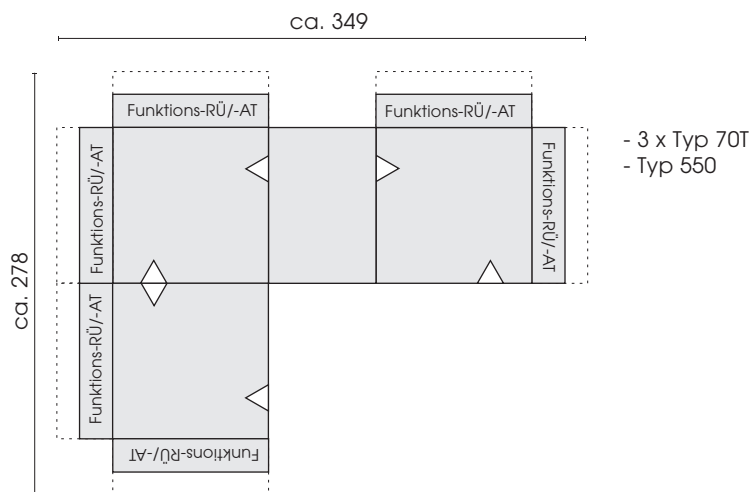 ca. 349
Funktions-RÜ/-AT
Funktions-RÜ/-AT
Funktions-RÜ/-AT
Funktions-RÜ/-AT
- 3 x Typ 70T
- Typ 550
ca. 278
Funktions-RÜ/-AT
Funktions-RÜ/-AT